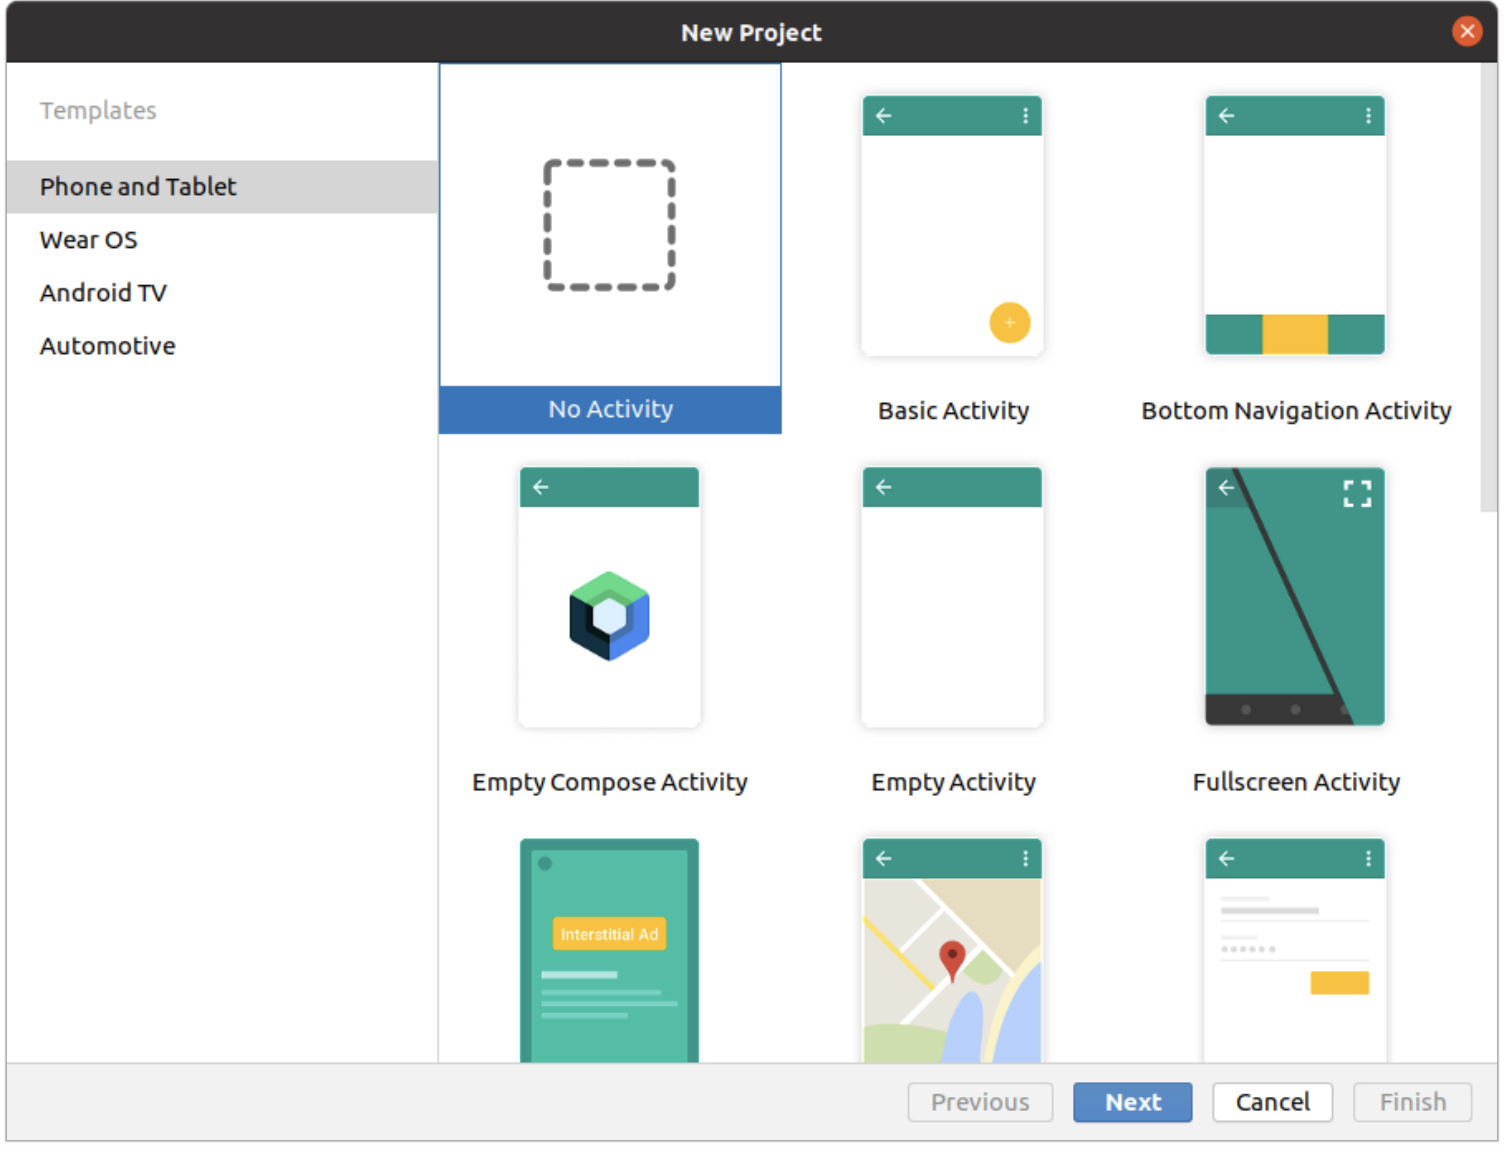 New Project
Templates
Phone and Tablet
Wear OS
Android TV
Automotive
No Activity
Basic Activity
Bottom Navigation Activity
Empty Compose Activity
Empty Activity
Fullscreen Activity
Interstitial Ad
Previous
Next
Cancel
Finish